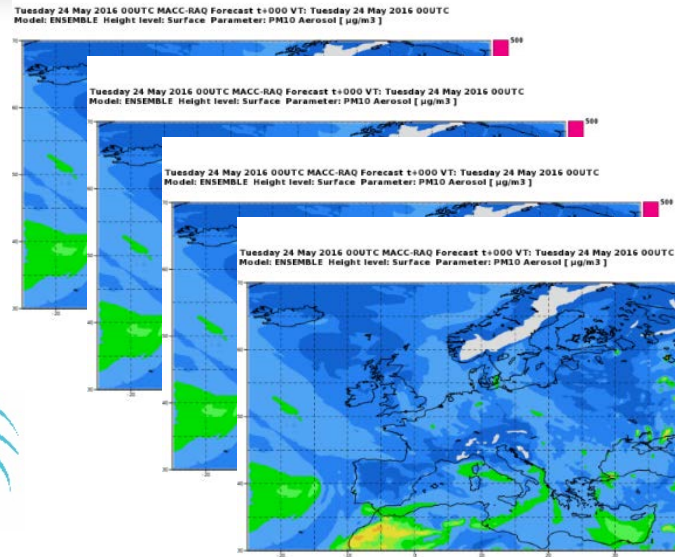 Tuesday 24 May 2016 00UTC MACC-RAQ Forecast t+000 VT: Tuesday 24 May 2016 00UTC
Model: ENSEMBLE Height level: Surface Parameter: PM10 Aerosol [ µg/m3 ]
500
Tuesday 24 May 2016 00UTC MACC-RAQ Forecast t+000 VT: Tuesday 24 May 2016 00UTC
Model: ENSEMBLE Height level: Surface Parameter: PM10 Aerosol [ µg/m3 ]
500
Tuesday 24 May 2016 00UTC MACC-RAQ Forecast t+000 VT: Tuesday 24 May 2016 00UTC
Model: ENSEMBLE Height level: Surface Parameter: PM10 Aerosol [ µg/m3 ]
500
Tuesday 24 May 2016 00UTC MACC-RAQ Forecast t+000 VT: Tuesday 24 May 2016 00UTC
Model: ENSEMBLE Height level: Surface Parameter: PM10 Aerosol [ µg/m3 ]